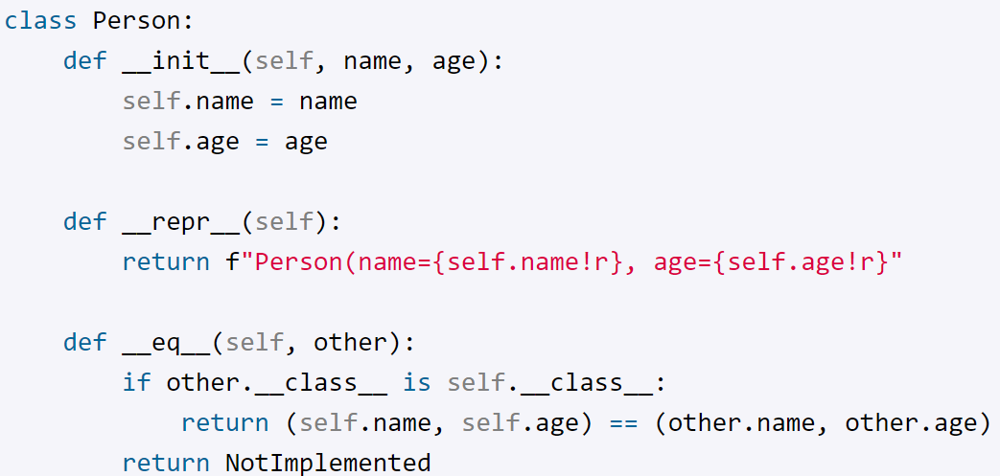 class Person:
    def __init__(self, name, age):
        self.name = name
        self.age = age

    def __repr__(self):
        return f"Person(name={self.name!r}, age={self.age!r}"

    def __eq__(self, other):
        if other.__class__ is self.__class__:
            return (self.name, self.age) == (other.name, other.age)
        return NotImplemented